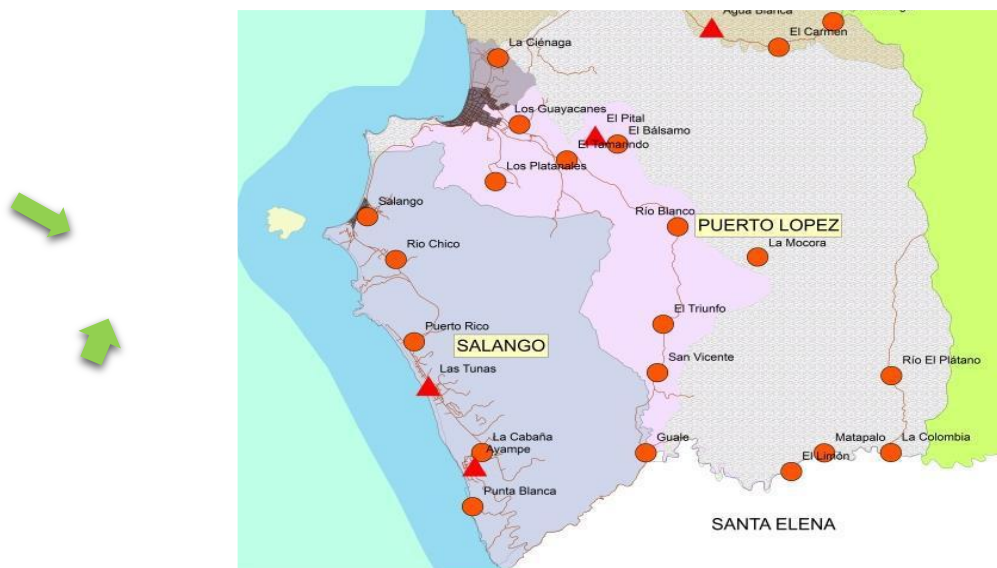 Agua Blanca
El Carmen
La Ciénaga
Los Guayacanes
El Pital
El Bálsamo
El Tamarindo
Los Platanales
Salango
Río Blanco
PUERTO LOPEZ
La Mocora
Rio Chico
El Triunfo
Puerto Rico
SALANGO
San Vicente
Las Tunas
Río El Plátano
La Cabaña
Ayampe
Guale
Matapalo
La Colombia
El Limón
Punta Blanca
SANTA ELENA